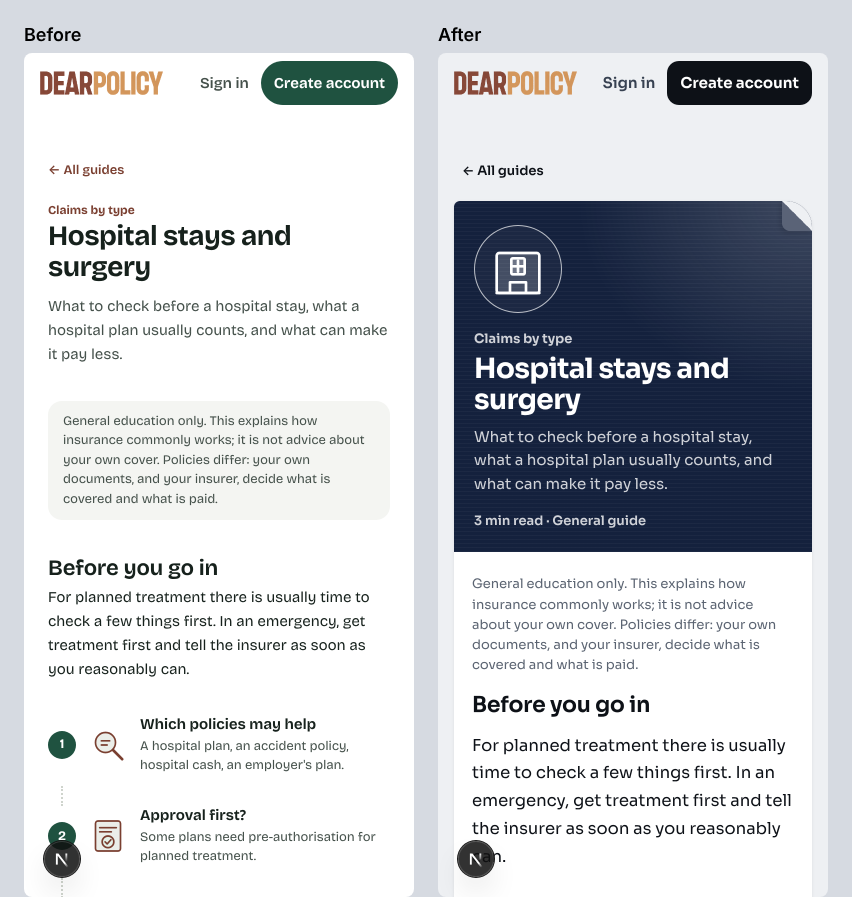 Before
DEARPOLICY
Sign in
Create account
← All guides
Claims by type
Hospital stays and
surgery
What to check before a hospital stay, what a
hospital plan usually counts, and what can make
it pay less.
General education only. This explains how
insurance commonly works; it is not advice about
your own cover. Policies differ: your own
documents, and your insurer, decide what is
covered and what is paid.
Before you go in
For planned treatment there is usually time to
check a few things first. In an emergency, get
treatment first and tell the insurer as soon as
you reasonably can.
1
Which policies may help
A hospital plan, an accident policy,
hospital cash, an employer's plan.
2
Approval first?
Some plans need pre-authorisation for
planned treatment.
N
After
DEARPOLICY
Sign in
Create account
← All guides
Claims by type
Hospital stays and
surgery
What to check before a hospital stay,
what a hospital plan usually counts, and
what can make it pay less.
3 min read · General guide
General education only. This explains how
insurance commonly works; it is not advice
about your own cover. Policies differ: your own
documents, and your insurer, decide what is
covered and what is paid.
Before you go in
For planned treatment there is usually
time to check a few things first. In an
emergency, get treatment first and tell
the insurer as soon as you reasonably
can.
N